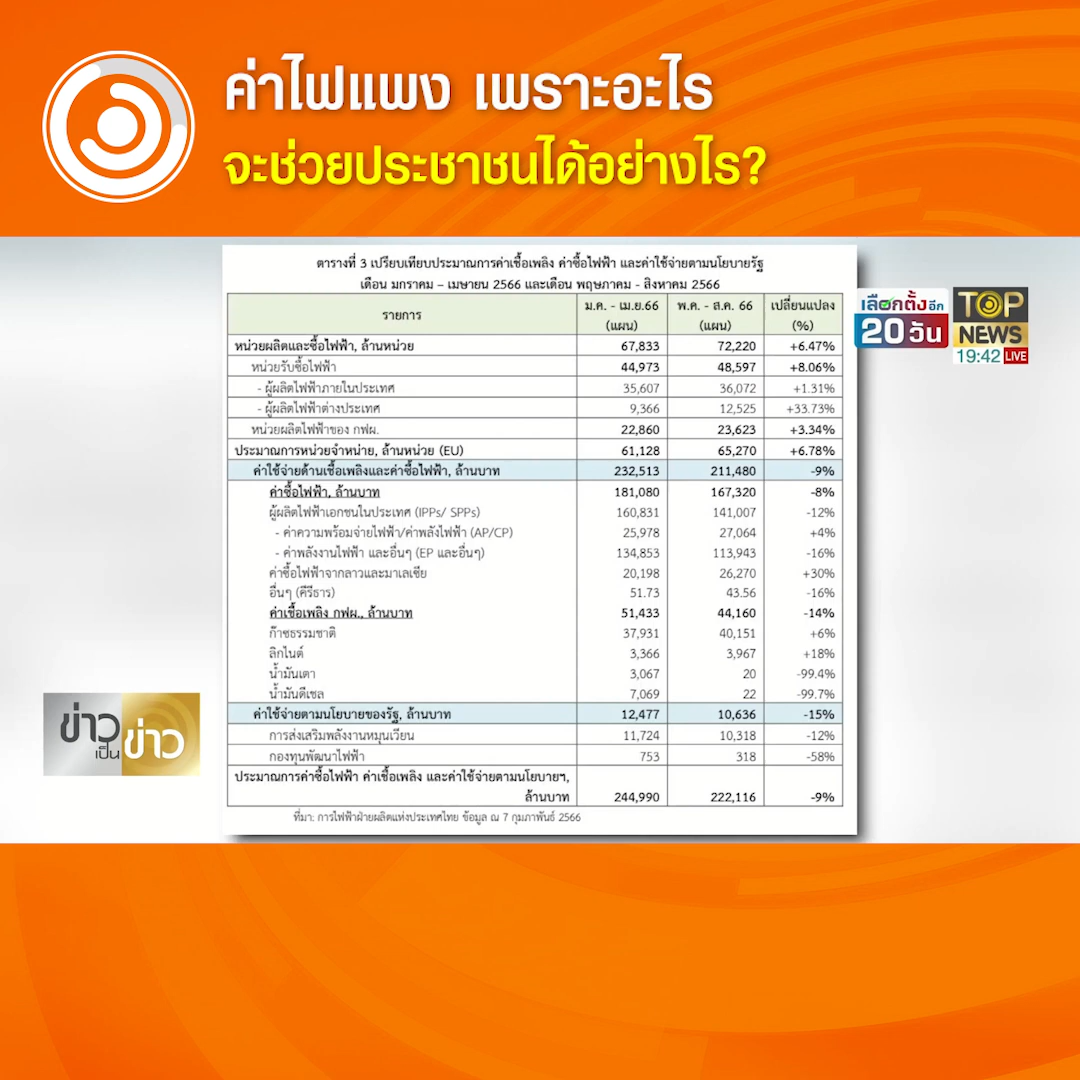 ค่าไฟแพง เพราะอะไร
จะช่วยประชาชนได้อย่างไร?
ตารางที่ 3 เปรียบเทียบประมาณการค่าเชื้อเพลิง ค่าซื้อไฟฟ้า และค่าใช้จ่ายตามนโยบายรัฐ
เดือน มกราคม – เมษายน 2566 และเดือน พฤษภาคม - สิงหาคม 2566
รายการ ม.ค. - เม.ย.66 (แผน) พ.ค. - ส.ค. 66 (แผน) เปลี่ยนแปลง (%)
หน่วยผลิตและซื้อไฟฟ้า, ล้านหน่วย 67,833 72,220 +6.47%
หน่วยรับซื้อไฟฟ้า 44,973 48,597 +8.06%
- ผู้ผลิตไฟฟ้าภายในประเทศ 35,607 36,072 +1.31%
- ผู้ผลิตไฟฟ้าต่างประเทศ 9,366 12,525 +33.73%
หน่วยผลิตไฟฟ้าของ กฟผ. 22,860 23,623 +3.34%
ประมาณการหน่วยจำหน่าย, ล้านหน่วย (EU) 61,128 65,270 +6.78%
ค่าใช้จ่ายด้านเชื้อเพลิงและค่าซื้อไฟฟ้า, ล้านบาท 232,513 211,480 -9%
ค่าซื้อไฟฟ้า, ล้านบาท 181,080 167,320 -8%
ผู้ผลิตไฟฟ้าเอกชนในประเทศ (IPPs/ SPPs) 160,831 141,007 -12%
- ค่าความพร้อมจ่ายไฟฟ้า/ค่าพลังไฟฟ้า (AP/CP) 25,978 27,064 +4%
- ค่าพลังงานไฟฟ้า และอื่นๆ (EP และอื่นๆ) 134,853 113,943 -16%
ค่าซื้อไฟฟ้าจากลาวและมาเลเซีย 20,198 26,270 +30%
อื่นๆ (คีรีธาร) 51.73 43.56 -16%
ค่าเชื้อเพลิง กฟผ., ล้านบาท 51,433 44,160 -14%
ก๊าซธรรมชาติ 37,931 40,151 +6%
ลิกไนต์ 3,366 3,967 +18%
น้ำมันเตา 3,067 20 -99.4%
น้ำมันดีเซล 7,069 22 -99.7%
ค่าใช้จ่ายตามนโยบายของรัฐ, ล้านบาท 12,477 10,636 -15%
การส่งเสริมพลังงานหมุนเวียน 11,724 10,318 -12%
กองทุนพัฒนาไฟฟ้า 753 318 -58%
ประมาณการค่าซื้อไฟฟ้า ค่าเชื้อเพลิง และค่าใช้จ่ายตามนโยบายฯ,
ล้านบาท 244,990 222,116 -9%
ที่มา: การไฟฟ้าฝ่ายผลิตแห่งประเทศไทย ข้อมูล ณ 7 กุมภาพันธ์ 2566
เลือกตั้งอีก
20 วัน
TOP
NEWS
19:42 LIVE
ข่าว
เป็น
ข่าว